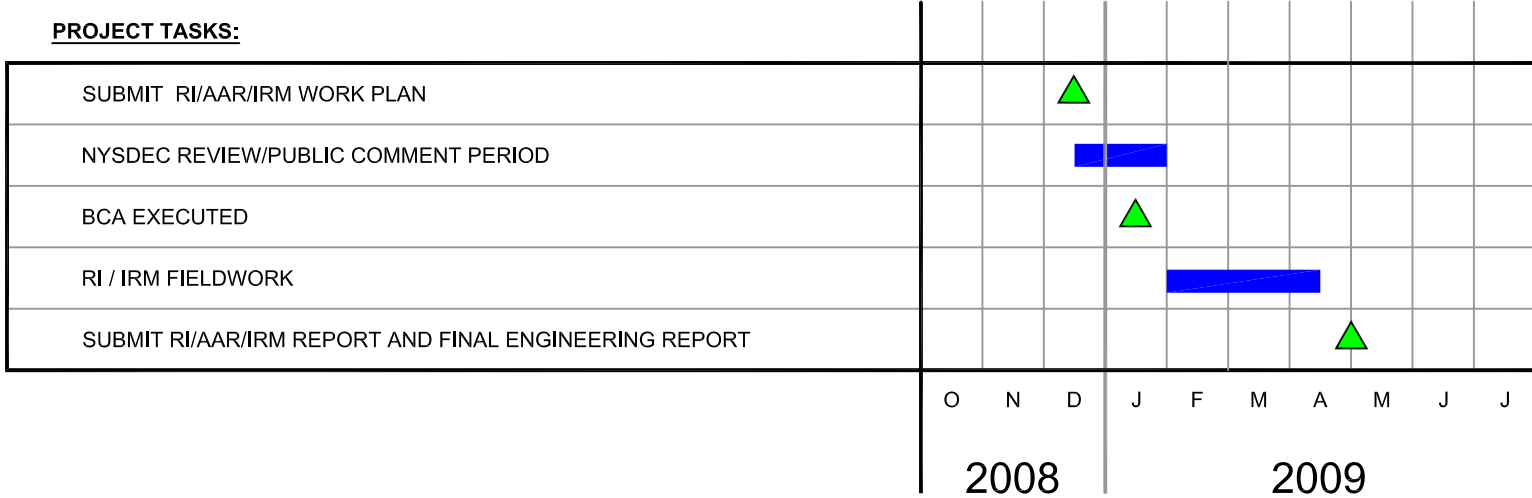 PROJECT TASKS:
SUBMIT RI/AAR/IRM WORK PLAN
NYSDEC REVIEW/PUBLIC COMMENT PERIOD
BCA EXECUTED
RI / IRM FIELDWORK
SUBMIT RI/AAR/IRM REPORT AND FINAL ENGINEERING REPORT
O N D J F M A M J J
2008 2009